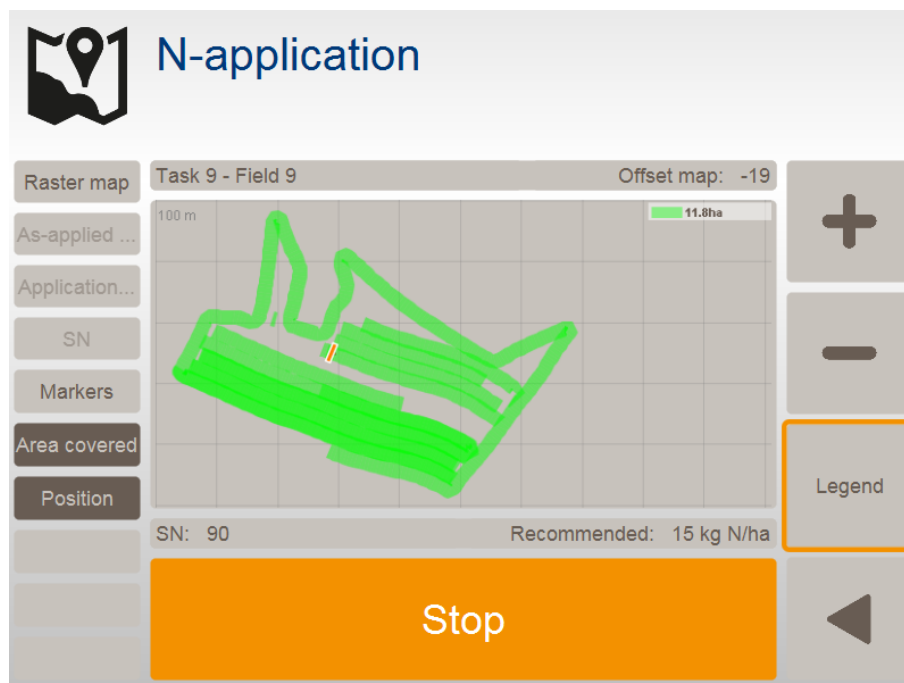 N-application
Raster map
As-applied ...
Application...
SN
Markers
Area covered
Position
Task 9 - Field 9
Offset map: -19
100 m
11.8ha
SN: 90
Recommended: 15 kg N/ha
Stop
Legend